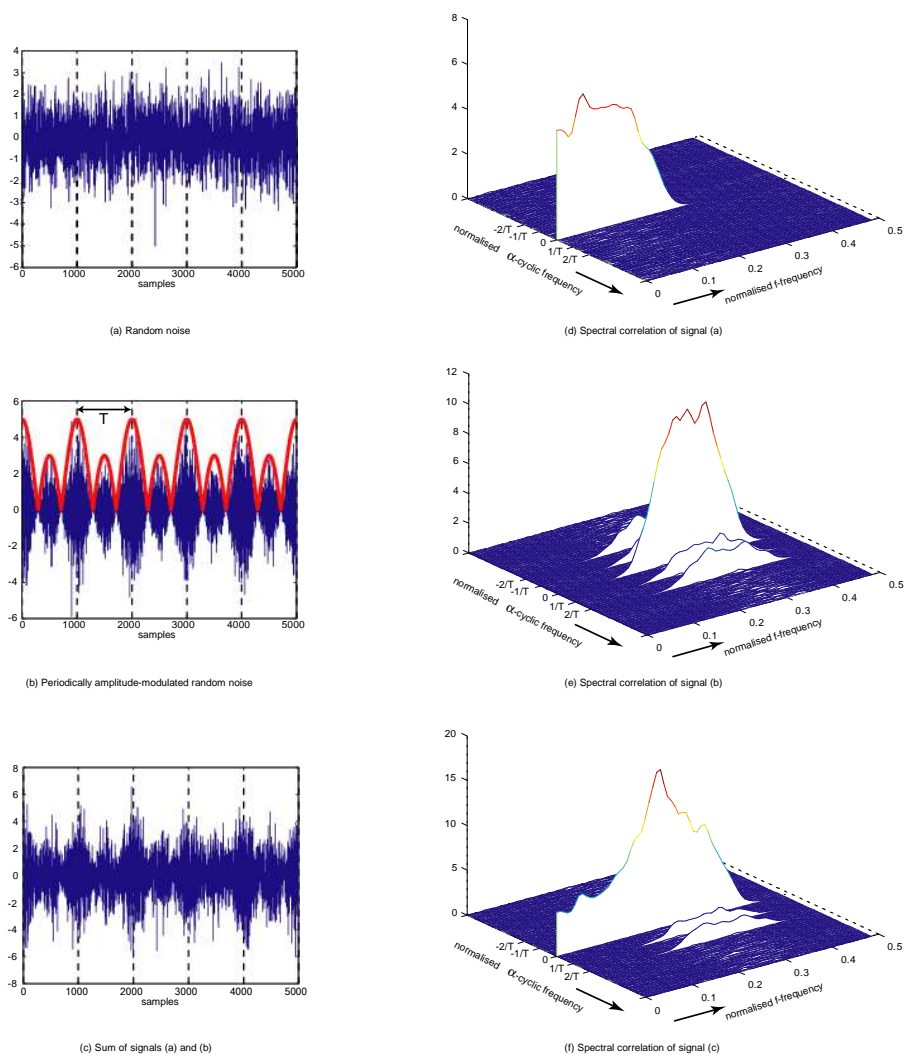 4
3
2
1
0
-1
-2
-3
-4
-5
-6
0 1000 2000 3000 4000 5000
samples
(a) Random noise
8
6
4
2
0
-2/T
-1/T
0
1/T
2/T
normalised α-cyclic frequency
0
0.1
0.2
0.3
0.4
0.5
normalised f-frequency
(d) Spectral correlation of signal (a)
6
4
2
0
-2
-4
-6
T
0 1000 2000 3000 4000 5000
samples
(b) Periodically amplitude-modulated random noise
12
10
8
6
4
2
0
-2/T
-1/T
0
1/T
2/T
normalised α-cyclic frequency
0
0.1
0.2
0.3
0.4
0.5
normalised f-frequency
(e) Spectral correlation of signal (b)
8
6
4
2
0
-2
-4
-6
-8
0 1000 2000 3000 4000 5000
samples
(c) Sum of signals (a) and (b)
20
15
10
5
0
-2/T
-1/T
0
1/T
2/T
normalised α-cyclic frequency
0
0.1
0.2
0.3
0.4
0.5
normalised f-frequency
(f) Spectral correlation of signal (c)